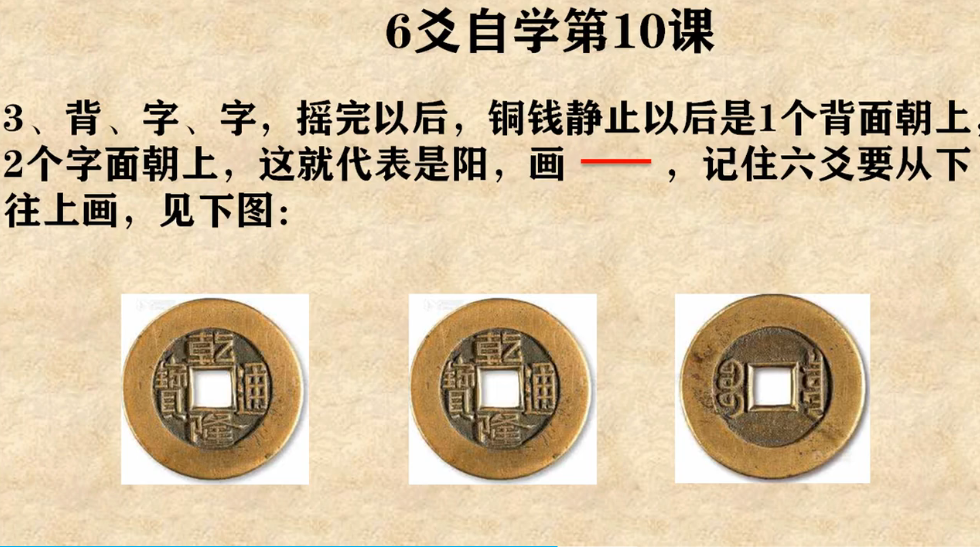 6爻自学第10课
3、背、字、字，摇完以后，铜钱静止以后是1个背面朝上，
2个字面朝上，这就代表是阳，画 ，记住六爻要从下
往上画，见下图：
乾
寶 通
隆
乾
寶 通
隆